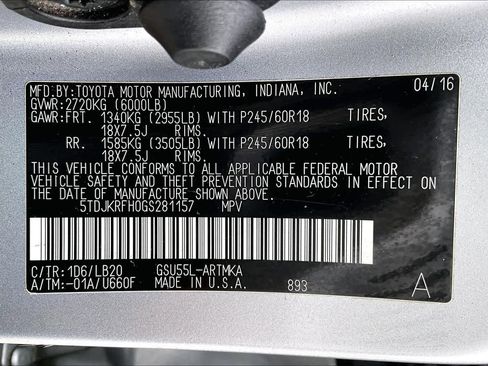 MFD.BY:TOYOTA MOTOR MANUFACTURING, INDIANA, INC. 04/16
GVWR:2720KG (6000LB)
GAWR:FRT. 1340KG (2955LB) WITH P245/60R18 TIRES,
18X7.5J RIMS.
RR. 1585KG (3505LB) WITH P245/60R18 TIRES,
18X7.5J RIMS.
THIS VEHICLE CONFORMS TO ALL APPLICABLE FEDERAL MOTOR
VEHICLE SAFETY AND THEFT PREVENTION STANDARDS IN EFFECT
ON THE DATE OF MANUFACTURE SHOWN ABOVE.
5TDJKRFH0GS281157 MPV
C/TR:1D6/LB20 GSU55L-ARTMKA
A/TM:-01A/U660F MADE IN U.S.A. 893 A